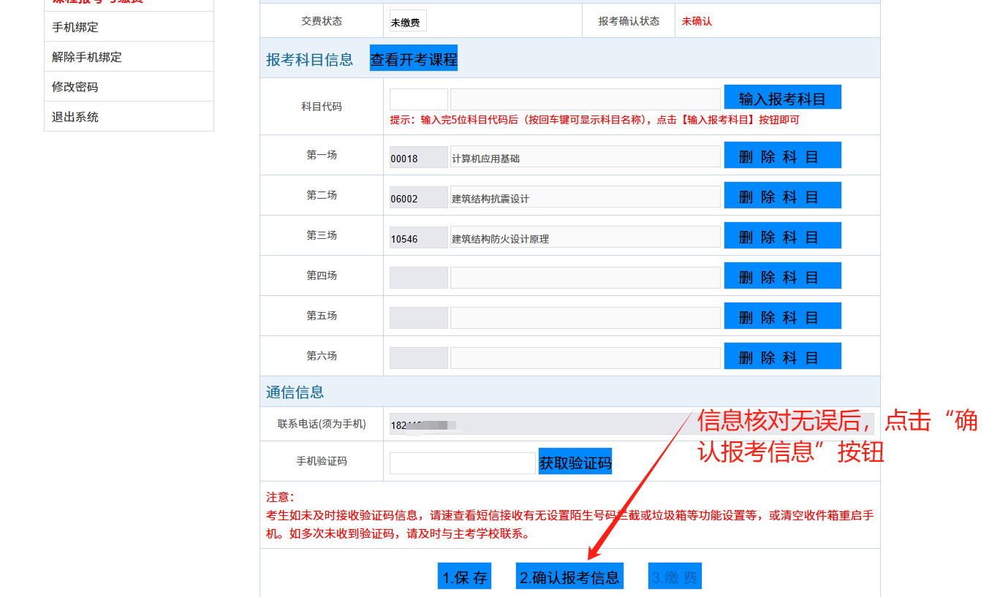 课程报考与缴费
手机绑定
解除手机绑定
修改密码
退出系统
交费状态 未缴费 报考确认状态 未确认
报考科目信息 查看开考课程
科目代码 输入报考科目
提示：输入完5位科目代码后（按回车键可显示科目名称），点击【输入报考科目】按钮即可
第一场 00018 计算机应用基础 删 除 科 目
第二场 06002 建筑结构抗震设计 删 除 科 目
第三场 10546 建筑结构防火设计原理 删 除 科 目
第四场 删 除 科 目
第五场 删 除 科 目
第六场 删 除 科 目
通信信息
联系电话(须为手机) 182
信息核对无误后，点击“确
认报考信息”按钮
手机验证码 获取验证码
注意：
考生如未及时接收验证码信息，请速查看短信接收有无设置陌生号码拦截或垃圾箱等功能设置等，或清空收件箱重启手
机。如多次未收到验证码，请及时与主考学校联系。
1.保 存 2.确认报考信息 3.缴 费